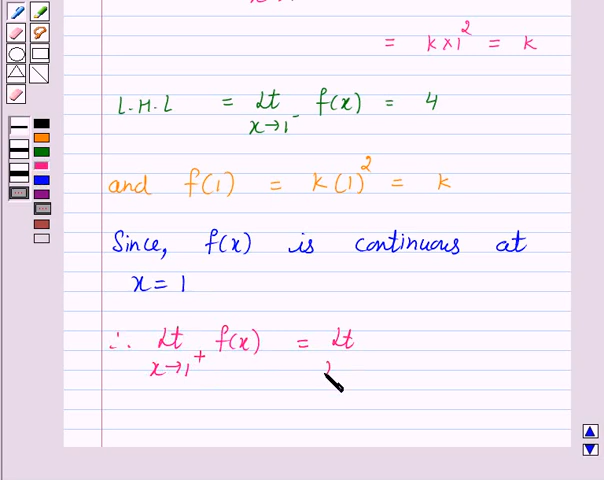 = k×1² = k
L.H.L = Lt f(x) = 4
x→1⁻
and f(1) = k(1)² = k
Since, f(x) is continuous at
x = 1
∴ Lt f(x) = Lt
x→1⁺